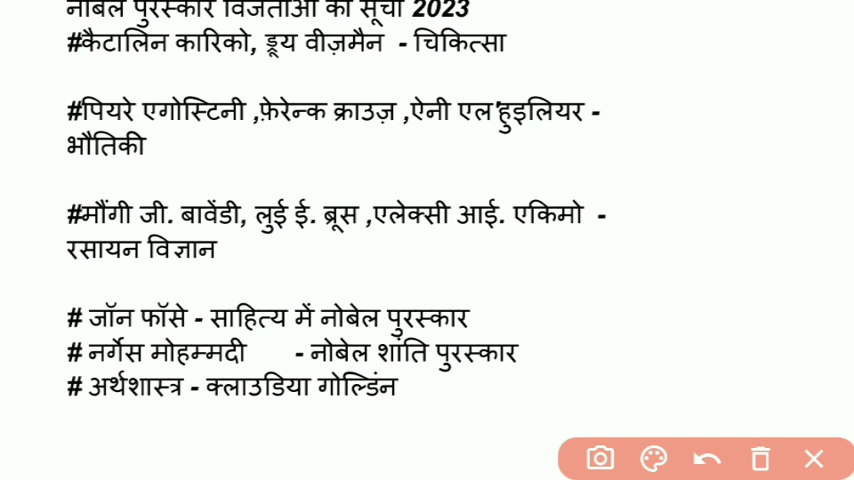 नोबेल पुरस्कार विजेताओं की सूची 2023
#कैटालिन कारिको, ड्रूय वीज़मैन - चिकित्सा
#पियरे एगोस्टिनी ,फ़ेरेन्क क्राउज़ ,ऐनी एल'हुइलियर -
भौतिकी
#मौंगी जी. बावेंडी, लुई ई. ब्रूस ,एलेक्सी आई. एकिमो -
रसायन विज्ञान
# जॉन फॉसे - साहित्य में नोबेल पुरस्कार
# नर्गेस मोहम्मदी - नोबेल शांति पुरस्कार
# अर्थशास्त्र - क्लाउडिया गोल्डिंन